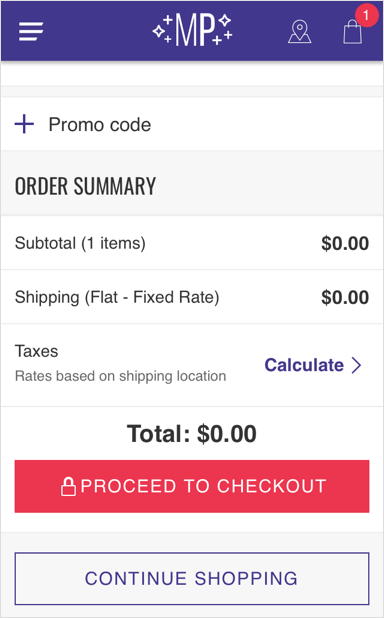 MP
1
Promo code
ORDER SUMMARY
Subtotal (1 items) $0.00
Shipping (Flat - Fixed Rate) $0.00
Taxes
Rates based on shipping location
Calculate
Total: $0.00
PROCEED TO CHECKOUT
CONTINUE SHOPPING